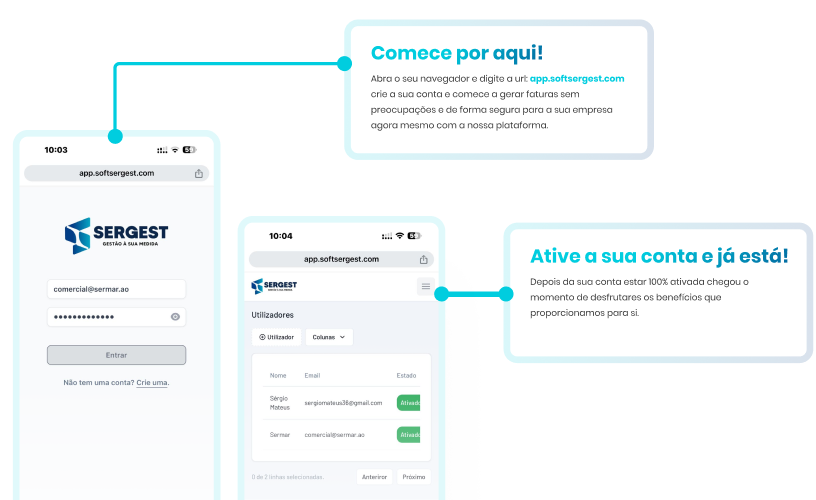 Comece por aqui!
Abra o seu navegador e digite a url: app.softsergest.com
crie a sua conta e comece a gerar faturas sem
preocupações e de forma segura para a sua empresa
agora mesmo com a nossa plataforma.
10:03
app.softsergest.com
SERGEST
GESTÃO À SUA MEDIDA
comercial@sermar.ao
Entrar
Não tem uma conta? Crie uma.
10:04
app.softsergest.com
SERGEST
Utilizadores
Utilizador
Colunas
Nome Email Estado
Sérgio
Mateus
sergiomateus36@gmail.com
Ativado
Sermar comercial@sermar.ao Ativado
0 de 2 linhas selecionadas.
Anteriror Próximo
Ative a sua conta e já está!
Depois da sua conta estar 100% ativada chegou o
momento de desfrutares os benefícios que
proporcionamos para si.